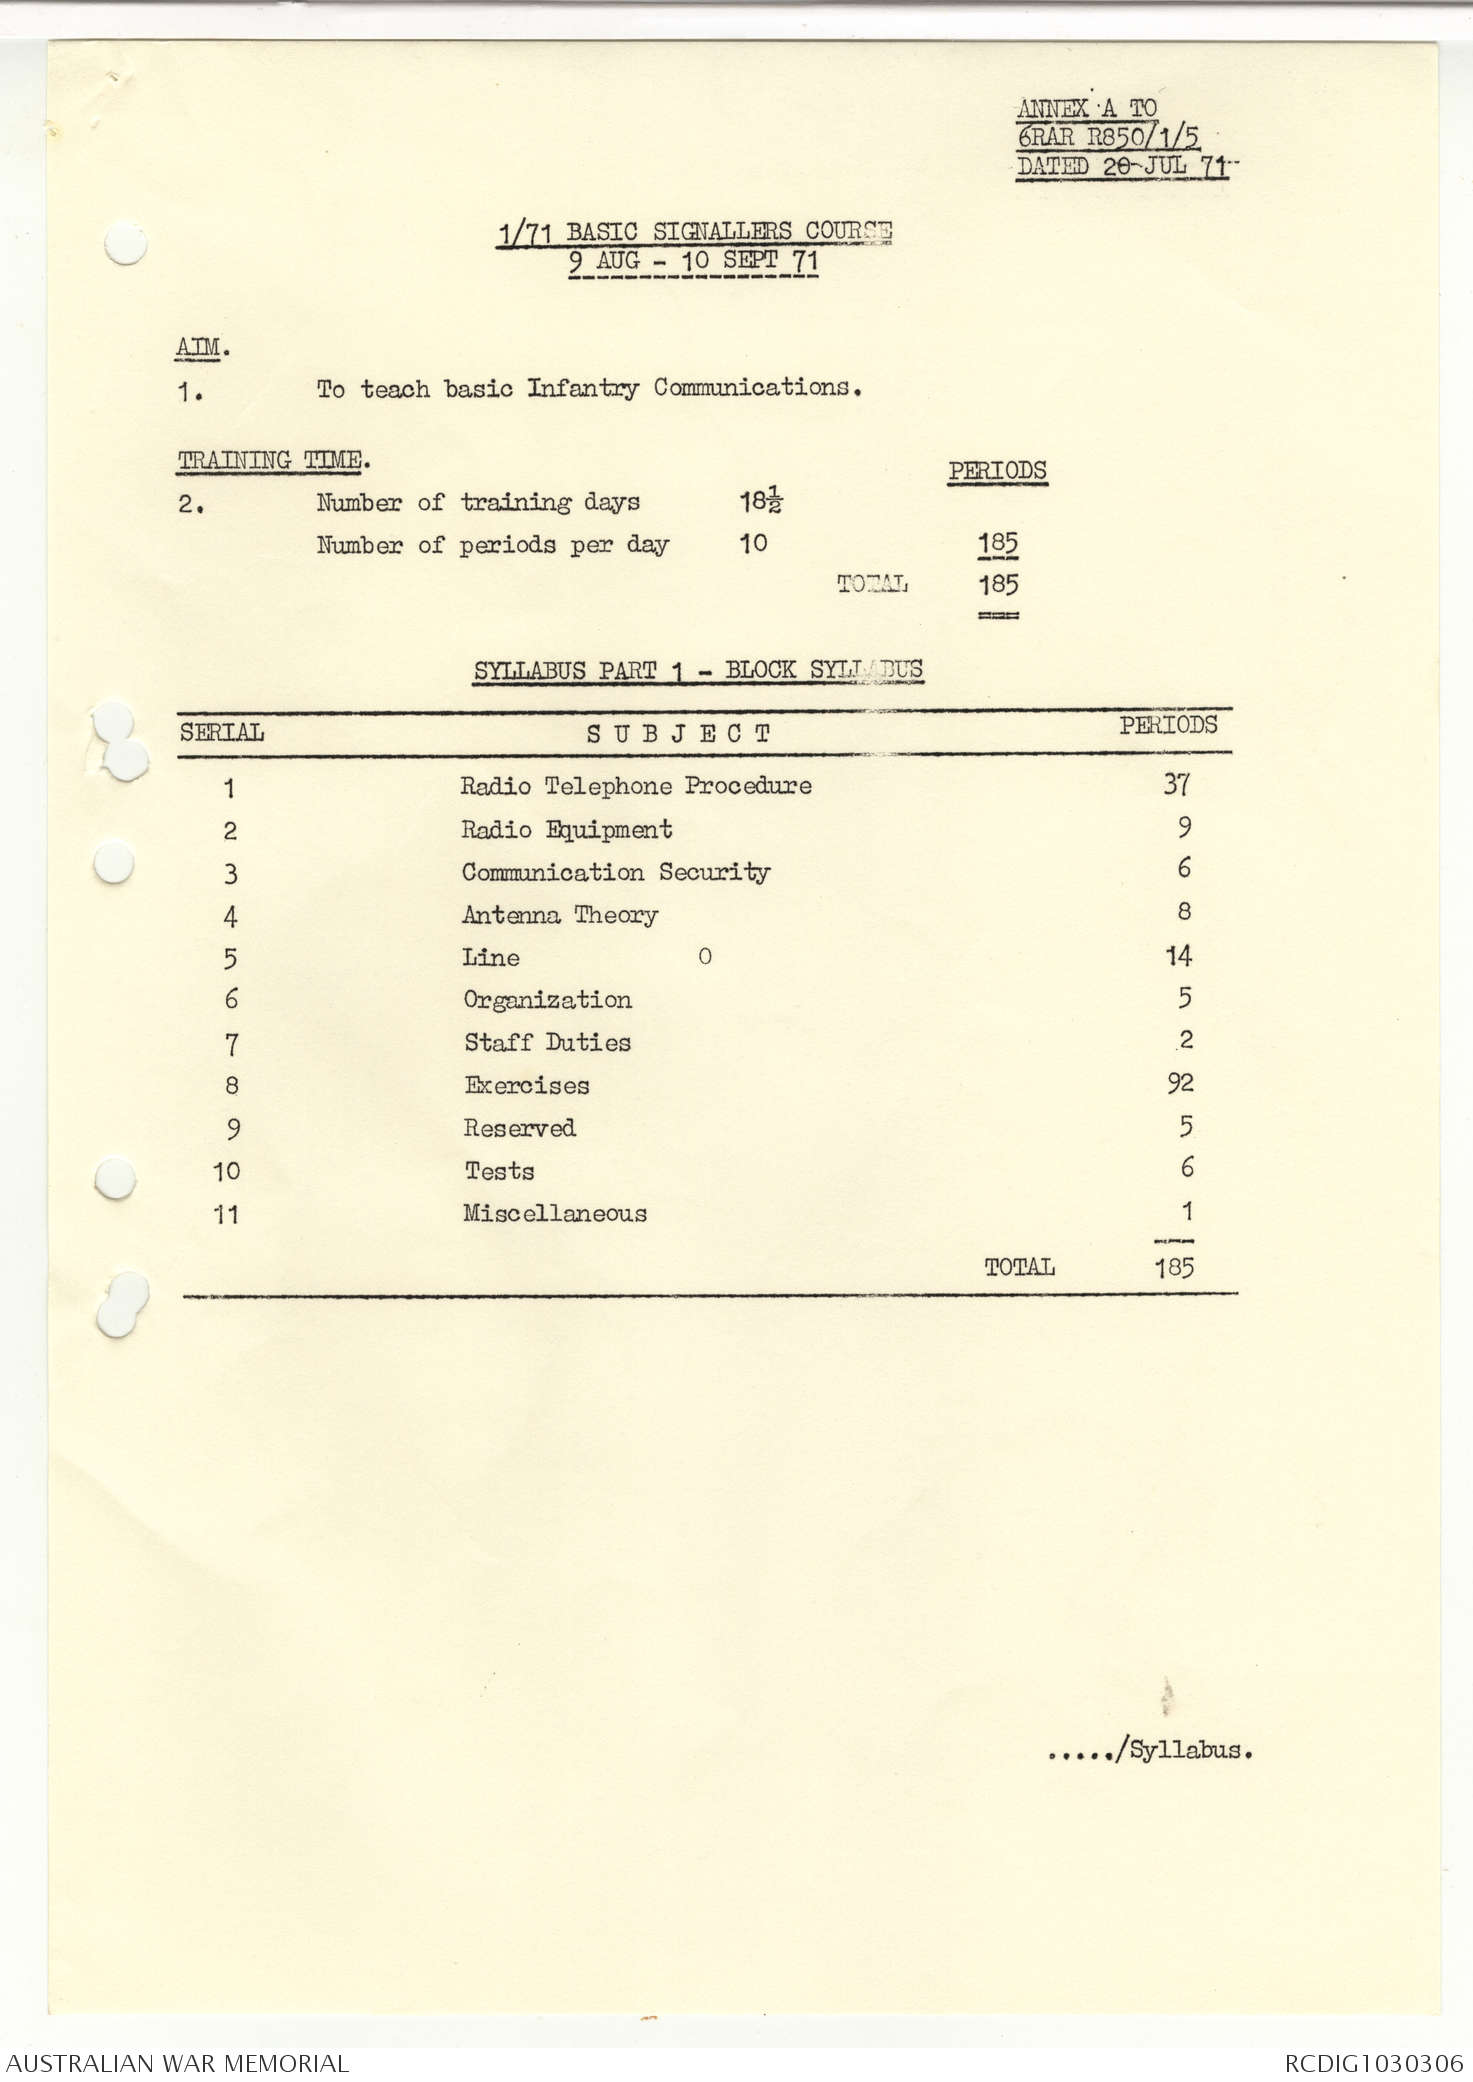 ANNEX A TO
6RAR R850/1/5
DATED 20 JUL 71
1/71 BASIC SIGNALLERS COURSE
9 AUG - 10 SEPT 71
AIM.
1. To teach basic Infantry Communications.
TRAINING TIME.
PERIODS
2. Number of training days 18½
Number of periods per day 10 185
TOTAL 185
SYLLABUS PART 1 - BLOCK SYLLABUS
SERIAL S U B J E C T PERIODS
1 Radio Telephone Procedure 37
2 Radio Equipment 9
3 Communication Security 6
4 Antenna Theory 8
5 Line 0 14
6 Organization 5
7 Staff Duties 2
8 Exercises 92
9 Reserved 5
10 Tests 6
11 Miscellaneous 1
TOTAL 185
...../Syllabus.
AUSTRALIAN WAR MEMORIAL RCDIG1030306